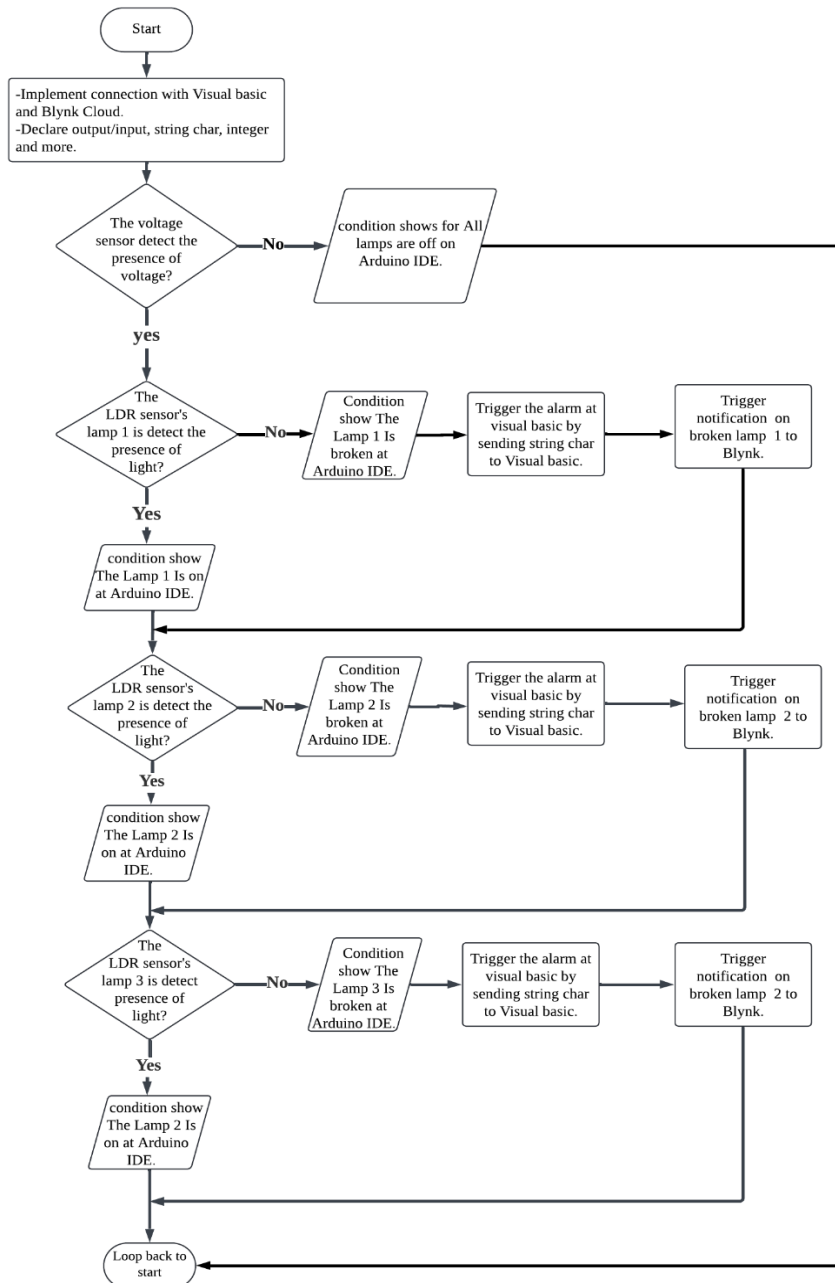 Start
-Implement connection with Visual basic
and Blynk Cloud.
-Declare output/input, string char, integer
and more.
The voltage
sensor detect the
presence of
voltage?
No
condition shows for All
lamps are off on
Arduino IDE.
yes
The
LDR sensor's
lamp 1 is detect the
presence of
light?
No
Condition
show The
Lamp 1 Is
broken at
Arduino IDE.
Trigger the alarm at
visual basic by
sending string char
to Visual basic.
Trigger
notification on
broken lamp 1 to
Blynk.
Yes
condition show
The Lamp 1 Is on
at Arduino IDE.
The
LDR sensor's
lamp 2 is detect the
presence of
light?
No
Condition
show The
Lamp 2 Is
broken at
Arduino IDE.
Trigger the alarm at
visual basic by
sending string char
to Visual basic.
Trigger
notification on
broken lamp 2 to
Blynk.
Yes
condition show
The Lamp 2 Is
on at Arduino
IDE.
The
LDR sensor's
lamp 3 is detect
presence of
light?
No
Condition
show The
Lamp 3 Is
broken at
Arduino IDE.
Trigger the alarm at
visual basic by
sending string char
to Visual basic.
Trigger
notification on
broken lamp 2 to
Blynk.
Yes
condition show
The Lamp 2 Is
on at Arduino
IDE.
Loop back to
start